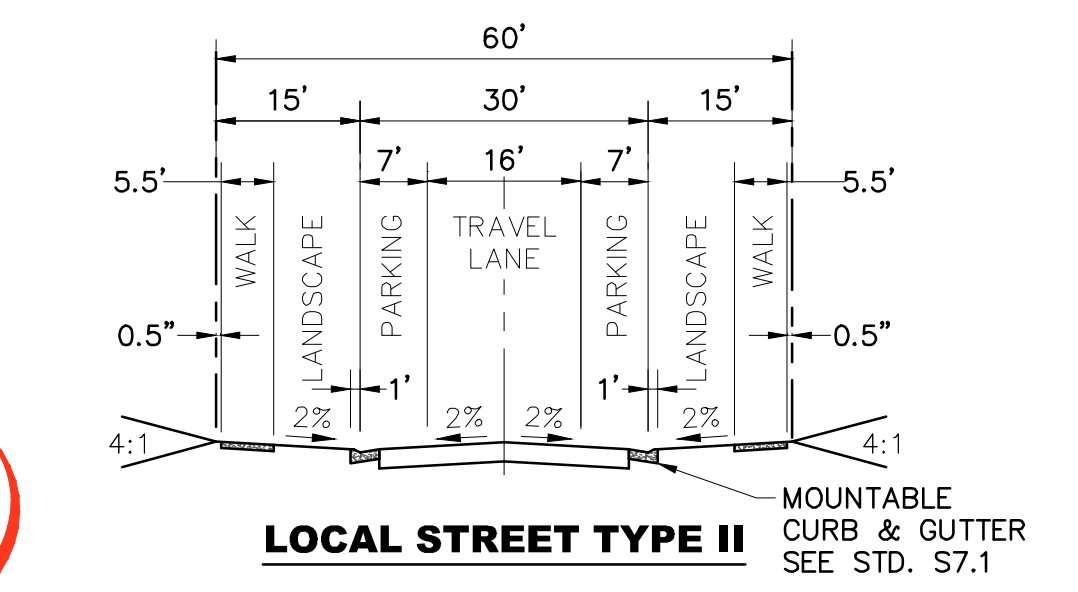 60'
15' 30' 15'
7' 16' 7'
5.5' 5.5'
WALK
LANDSCAPE
PARKING
TRAVEL
LANE
PARKING
LANDSCAPE
WALK
0.5" 0.5"
1' 1'
2% 2% 2% 2%
4:1 4:1
MOUNTABLE
CURB & GUTTER
SEE STD. S7.1
LOCAL STREET TYPE II